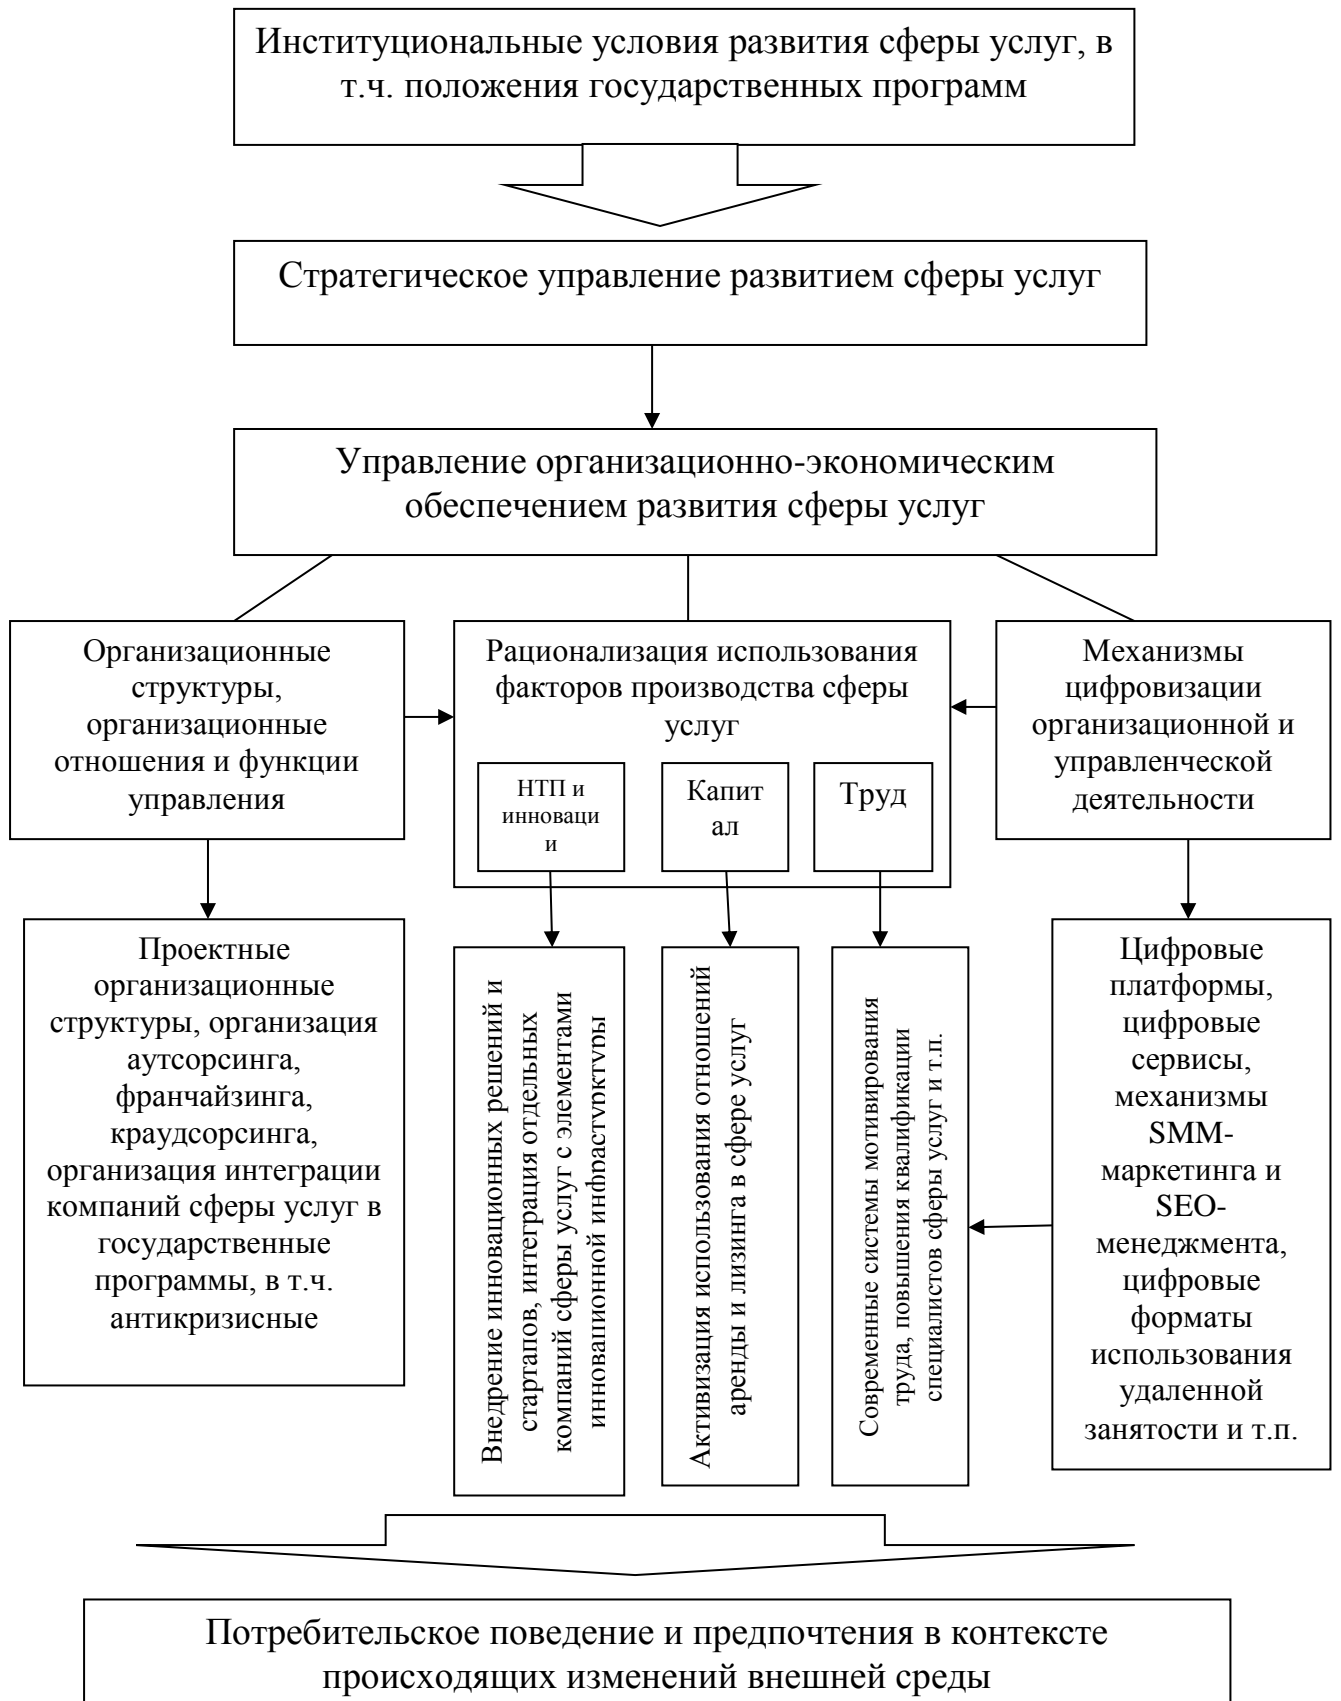 Институциональные условия развития сферы услуг, в
т.ч. положения государственных программ
Стратегическое управление развитием сферы услуг
Управление организационно-экономическим
обеспечением развития сферы услуг
Организационные
структуры,
организационные
отношения и функции
управления
Рационализация использования
факторов производства сферы
услуг
НТП и
инноваци
и
Капит
ал
Труд
Механизмы
цифровизации
организационной и
управленческой
деятельности
Проектные
организационные
структуры, организация
аутсорсинга,
франчайзинга,
краудсорсинга,
организация интеграции
компаний сферы услуг в
государственные
программы, в т.ч.
антикризисные
Внедрение инновационных решений и
стартапов, интеграция отдельных
компаний сферы услуг с элементами
инновационной инфраструктуры
Активизация использования отношений
аренды и лизинга в сфере услуг
Современные системы мотивирования
труда, повышения квалификации
специалистов сферы услуг и т.п.
Цифровые
платформы,
цифровые
сервисы,
механизмы
SMM-
маркетинга и
SEO-
менеджмента,
цифровые
форматы
использования
удаленной
занятости и т.п.
Потребительское поведение и предпочтения в контексте
происходящих изменений внешней среды